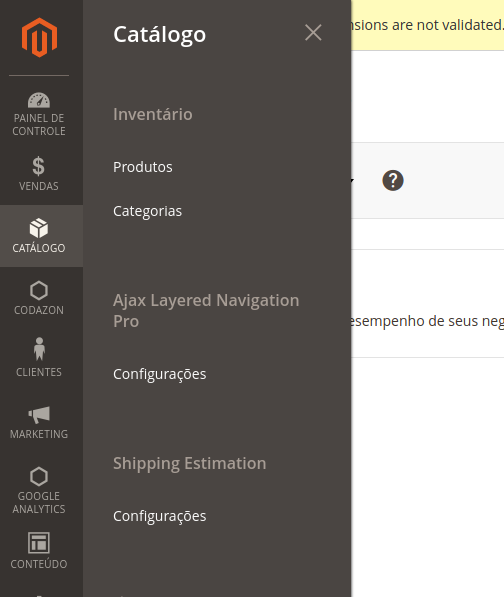 Catálogo
nsions are not validated.
PAINEL DE
CONTROLE
VENDAS
CATÁLOGO
CODAZON
CLIENTES
MARKETING
GOOGLE
ANALYTICS
CONTEÚDO
Inventário
Produtos
Categorias
Ajax Layered Navigation
Pro
Configurações
Shipping Estimation
Configurações
?
esempenho de seus neg